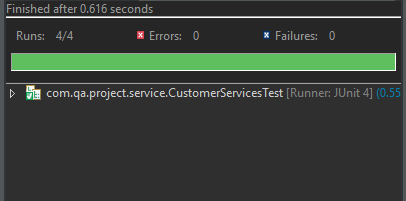 Finished after 0.616 seconds
Runs: 4/4 Errors: 0 Failures: 0
com.qa.project.service.CustomerServicesTest [Runner: JUnit 4] (0.55